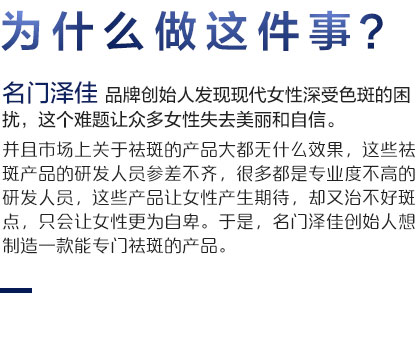 为什么做这件事?
名门泽佳 品牌创始人发现现代女性深受色斑的困
扰，这个难题让众多女性失去美丽和自信。
并且市场上关于祛斑的产品大都无什么效果，这些祛
斑产品的研发人员参差不齐，很多都是专业度不高的
研发人员，这些产品让女性产生期待，却又治不好斑
点，只会让女性更为自卑。于是，名门泽佳创始人想
制造一款能专门祛斑的产品。